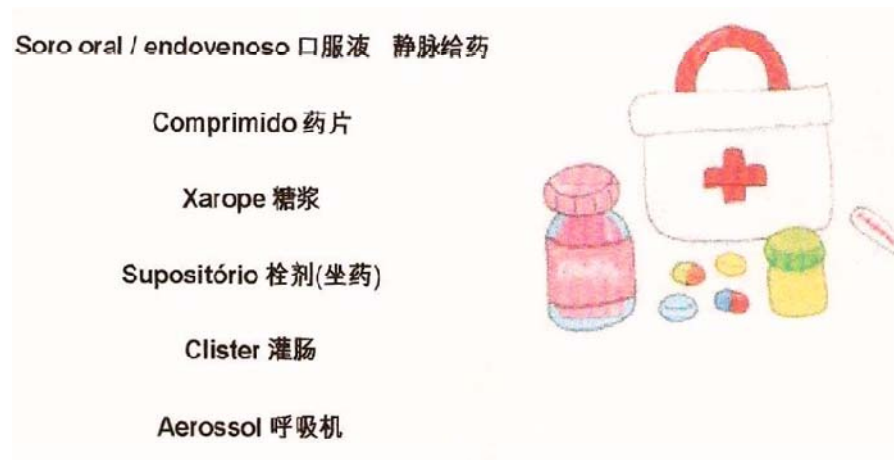 Soro oral / endovenoso 口服液 静脉给药
Comprimido 药片
Xarope 糖浆
Supositório 栓剂(坐药)
Clister 灌肠
Aerossol 呼吸机